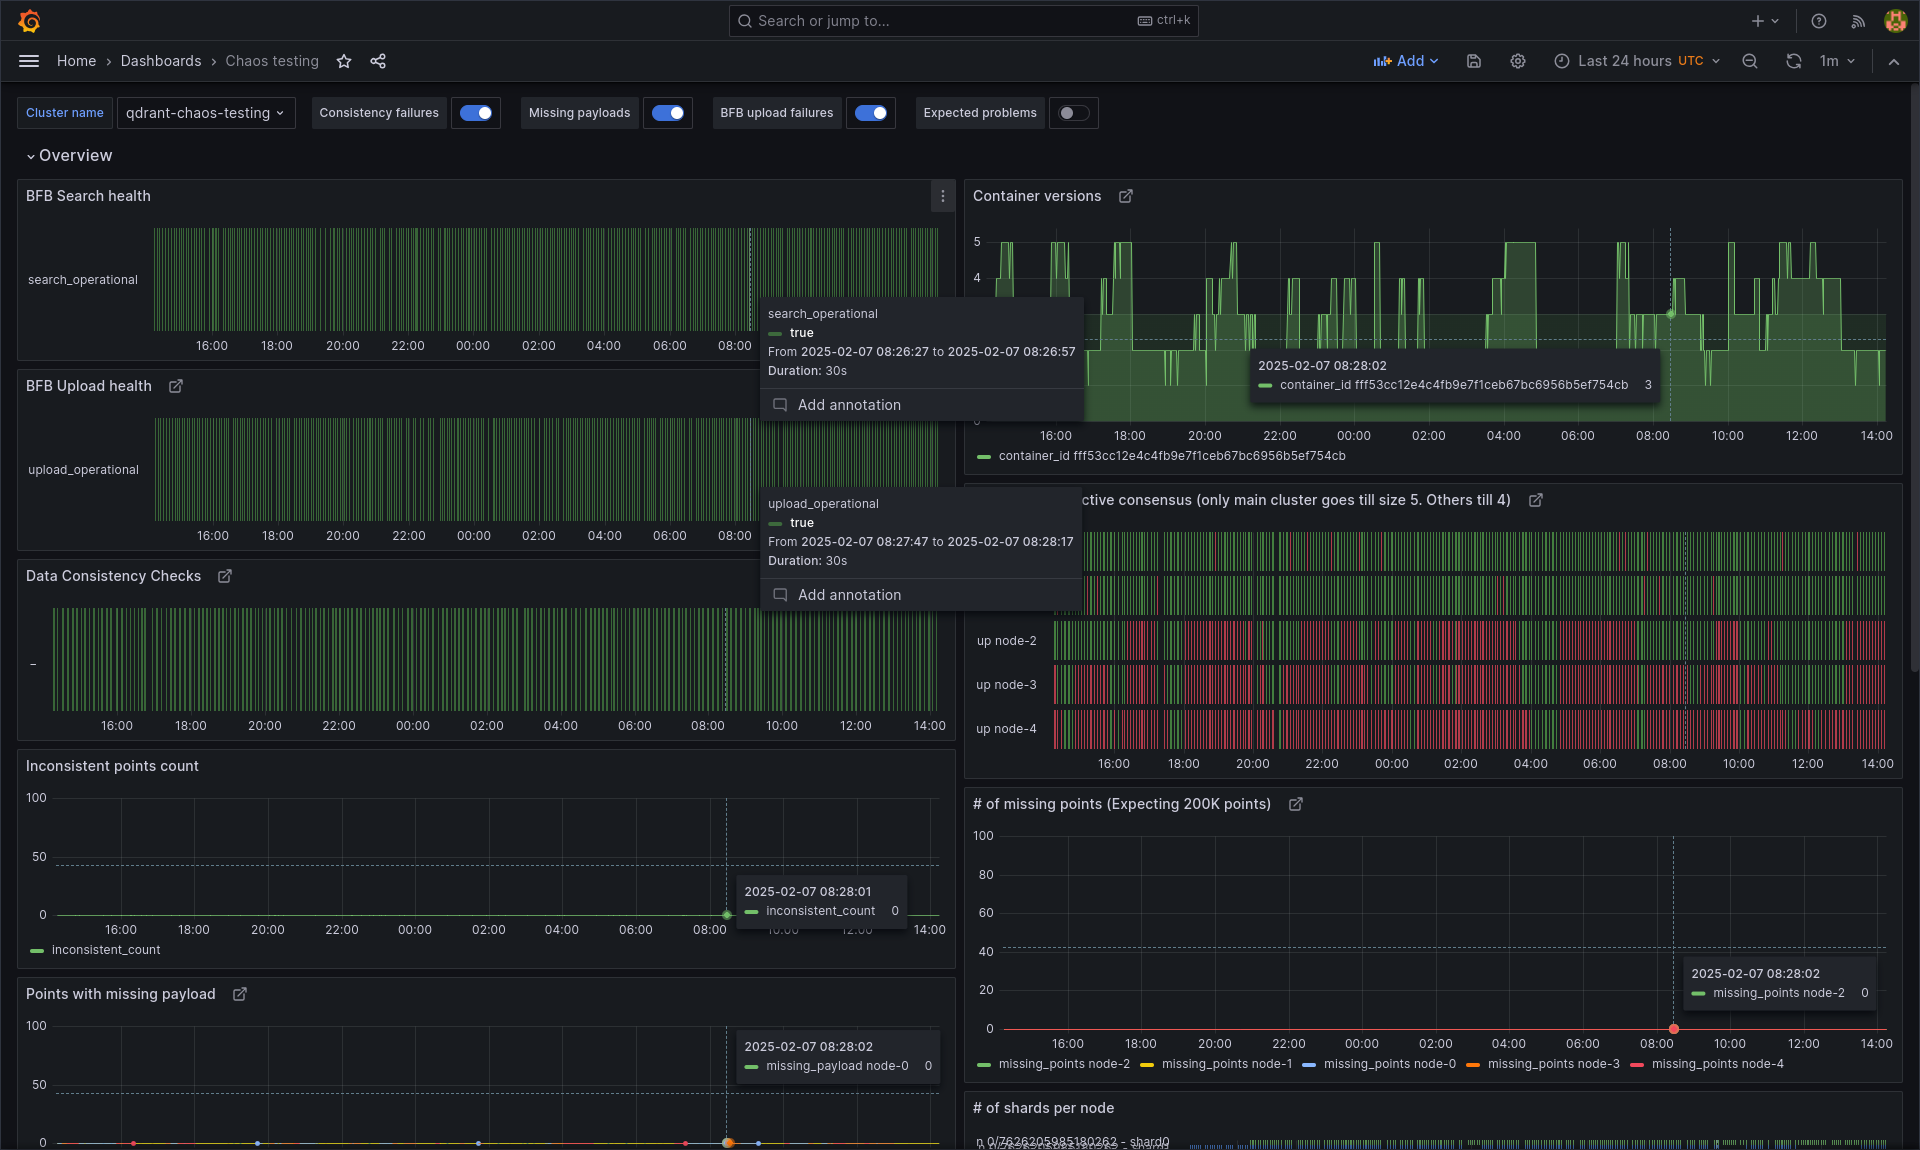 Search or jump to...
ctrl+k
Home
Dashboards
Chaos testing
Add
Last 24 hours UTC
1m
Cluster name
qdrant-chaos-testing
Consistency failures
Missing payloads
BFB upload failures
Expected problems
Overview
BFB Search health
search_operational
16:00 18:00 20:00 22:00 00:00 02:00 04:00 06:00 08:00
search_operational
true
From 2025-02-07 08:26:27 to 2025-02-07 08:26:57
Duration: 30s
Add annotation
Container versions
5
4
0
2025-02-07 08:28:02
container_id fff53cc12e4c4fb9e7f1ceb67bc6956b5ef754cb 3
16:00 18:00 20:00 22:00 00:00 02:00 04:00 06:00 08:00 10:00 12:00 14:00
container_id fff53cc12e4c4fb9e7f1ceb67bc6956b5ef754cb
BFB Upload health
upload_operational
16:00 18:00 20:00 22:00 00:00 02:00 04:00 06:00 08:00
upload_operational
true
From 2025-02-07 08:27:47 to 2025-02-07 08:28:17
Duration: 30s
Add annotation
ctive consensus (only main cluster goes till size 5. Others till 4)
up node-2
up node-3
up node-4
16:00 18:00 20:00 22:00 00:00 02:00 04:00 06:00 08:00 10:00 12:00 14:00
Data Consistency Checks
–
16:00 18:00 20:00 22:00 00:00 02:00 04:00 06:00 08:00 10:00 12:00 14:00
Inconsistent points count
100
50
0
2025-02-07 08:28:01
inconsistent_count 0
16:00 18:00 20:00 22:00 00:00 02:00 04:00 06:00 08:00 10:00 12:00 14:00
inconsistent_count
# of missing points (Expecting 200K points)
100
80
60
40
20
0
2025-02-07 08:28:02
missing_points node-2 0
16:00 18:00 20:00 22:00 00:00 02:00 04:00 06:00 08:00 10:00 12:00 14:00
missing_points node-2 missing_points node-1 missing_points node-0 missing_points node-3 missing_points node-4
Points with missing payload
100
50
0
2025-02-07 08:28:02
missing_payload node-0 0
# of shards per node
n 0/7626205985180262 - shard0